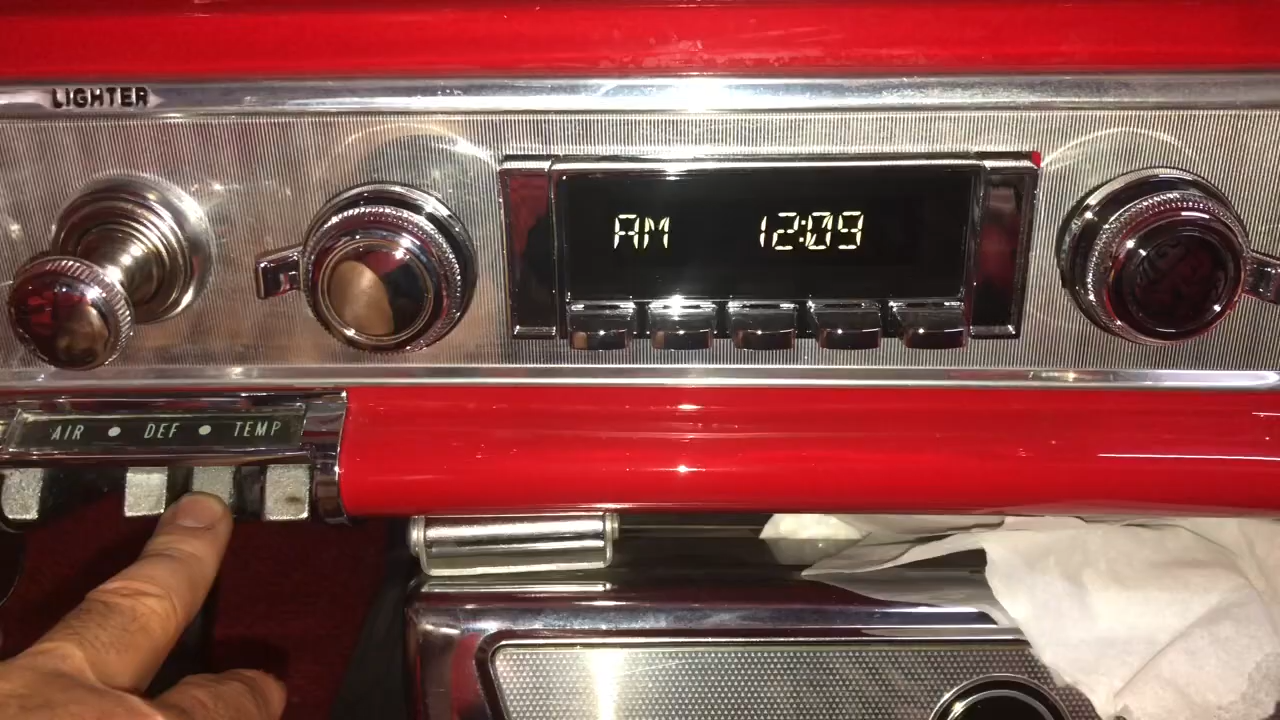 LIGHTER
AM 12:09
AIR • DEF • TEMP